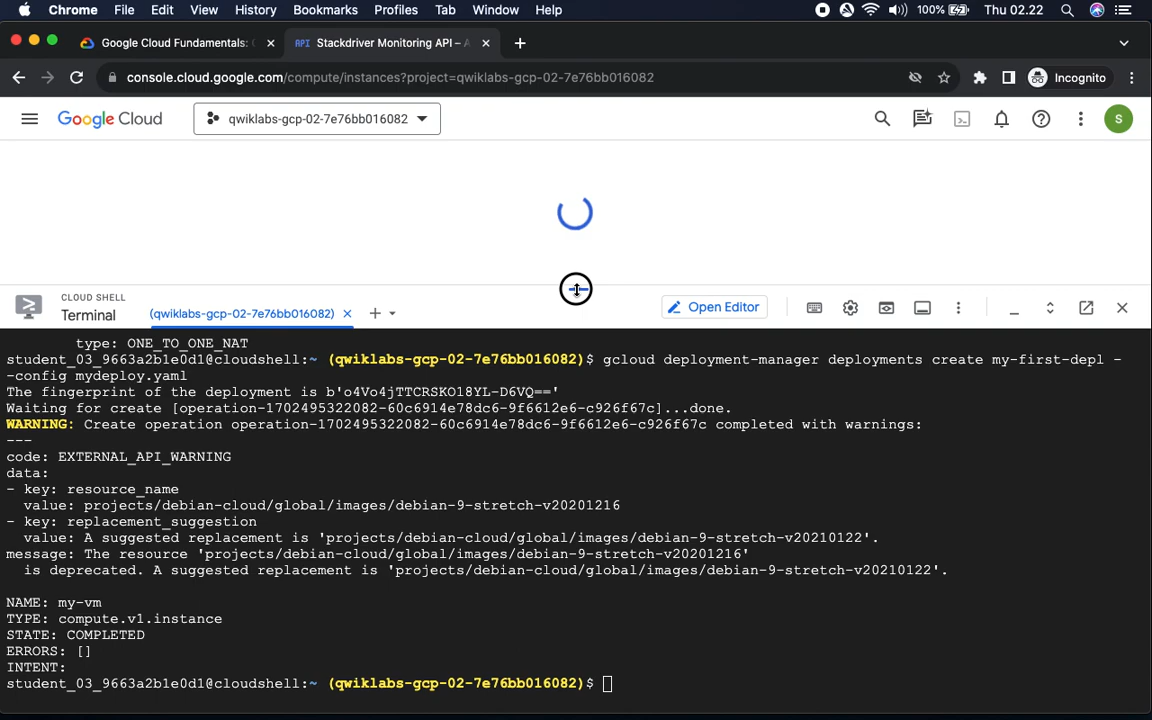 Chrome File Edit View History Bookmarks Profiles Tab Window Help 100% Thu 02.22
Google Cloud Fundamentals: API Stackdriver Monitoring API –
console.cloud.google.com/compute/instances?project=qwiklabs-gcp-02-7e76bb016082 Incognito
Google Cloud qwiklabs-gcp-02-7e76bb016082 S
CLOUD SHELL
Terminal (qwiklabs-gcp-02-7e76bb016082) Open Editor
type: ONE_TO_ONE_NAT
student_03_9663a2b1e0d1@cloudshell:~ (qwiklabs-gcp-02-7e76bb016082)$ gcloud deployment-manager deployments create my-first-depl -
-config mydeploy.yaml
The fingerprint of the deployment is b'o4Vo4jTTCRSKO18YL-D6VQ=='
Waiting for create [operation-1702495322082-60c6914e78dc6-9f6612e6-c926f67c]...done.
WARNING: Create operation operation-1702495322082-60c6914e78dc6-9f6612e6-c926f67c completed with warnings:
---
code: EXTERNAL_API_WARNING
data:
- key: resource_name
value: projects/debian-cloud/global/images/debian-9-stretch-v20201216
- key: replacement_suggestion
value: A suggested replacement is 'projects/debian-cloud/global/images/debian-9-stretch-v20210122'.
message: The resource 'projects/debian-cloud/global/images/debian-9-stretch-v20201216'
is deprecated. A suggested replacement is 'projects/debian-cloud/global/images/debian-9-stretch-v20210122'.
NAME: my-vm
TYPE: compute.v1.instance
STATE: COMPLETED
ERRORS: []
INTENT:
student_03_9663a2b1e0d1@cloudshell:~ (qwiklabs-gcp-02-7e76bb016082)$